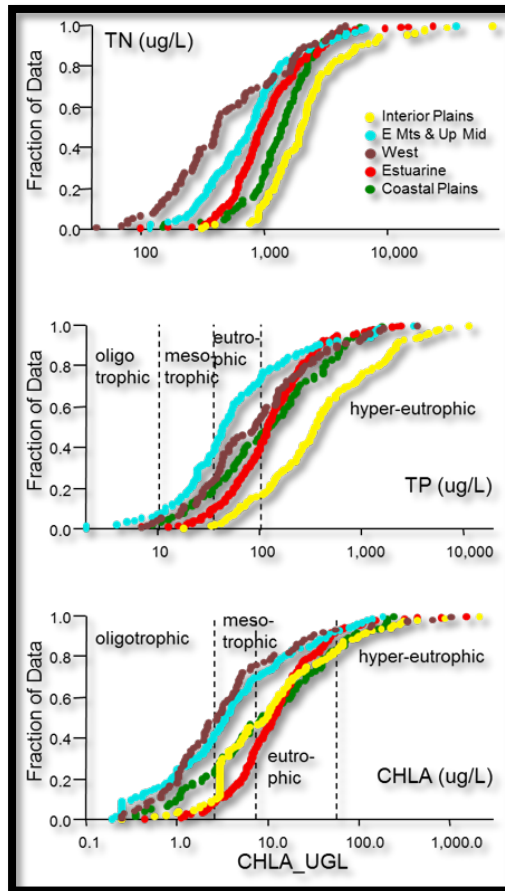 TN (ug/L)
Fraction of Data
1.0
0.8
0.6
0.4
0.2
0.0
Interior Plains
E Mts & Up Mid
West
Estuarine
Coastal Plains
100 1,000 10,000
Fraction of Data
1.0
0.8
0.6
0.4
0.2
0.0
oligo
trophic
meso
trophic
eutro-
phic
hyper-eutrophic
TP (ug/L)
10 100 1,000 10,000
Fraction of Data
1.0
0.8
0.6
0.4
0.2
0.0
oligotrophic
meso-
trophic
hyper-eutrophic
eutro-
phic
CHLA (ug/L)
0.1 1.0 10.0 100.0 1,000.0
CHLA_UGL